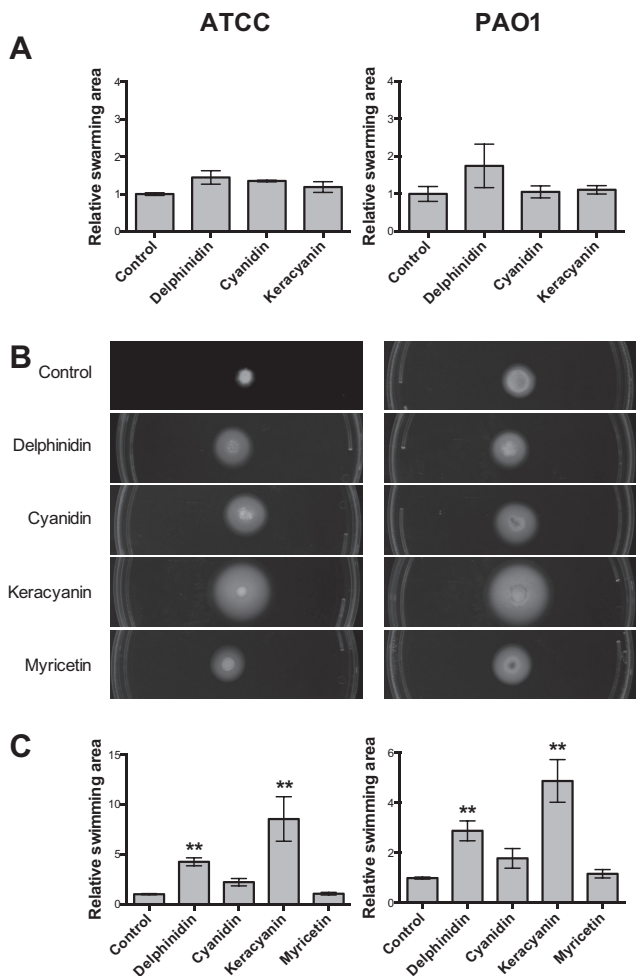 ATCC
PAO1
A
Relative swarming area
4
3
2
1
0
Control
Delphinidin
Cyanidin
Keracyanin
Relative swarming area
4
3
2
1
0
Control
Delphinidin
Cyanidin
Keracyanin
B
Control
Delphinidin
Cyanidin
Keracyanin
Myricetin
C
Relative swimming area
15
10
5
0
**
**
Control
Delphinidin
Cyanidin
Keracyanin
Myricetin
Relative swimming area
6
4
2
0
**
**
Control
Delphinidin
Cyanidin
Keracyanin
Myricetin